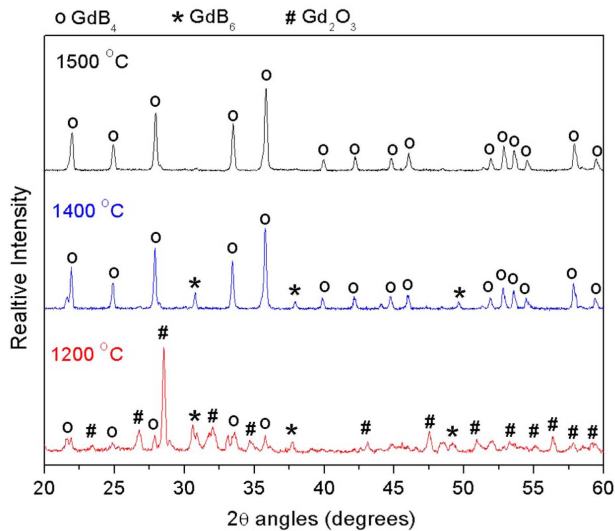 o GdB₄ * GdB₆ # Gd₂O₃
1500 °C
o o o o o o o o o o o o o
1400 °C
o o o * o o * o o o o * o o o o o o
#
1200 °C
o # o # o * # o # o * # # * # # # # # #
20 25 30 35 40 45 50 55 60
2θ angles (degrees)
Realtive Intensity